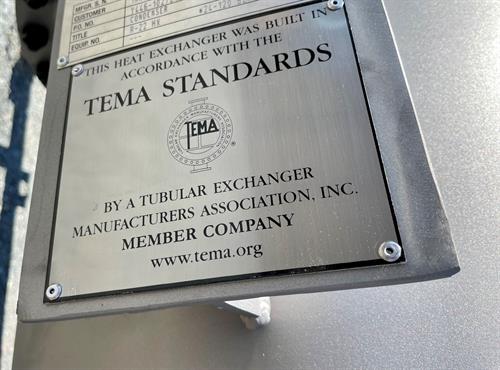 MFGR. S. N.
CUSTOMER
P.O. NO.
TITLE CONDENSER
EQUIP. NO.
THIS HEAT EXCHANGER WAS BUILT IN
ACCORDANCE WITH THE
TEMA STANDARDS
TEMA
®
BY A TUBULAR EXCHANGER
MANUFACTURERS ASSOCIATION, INC.
MEMBER COMPANY
www.tema.org